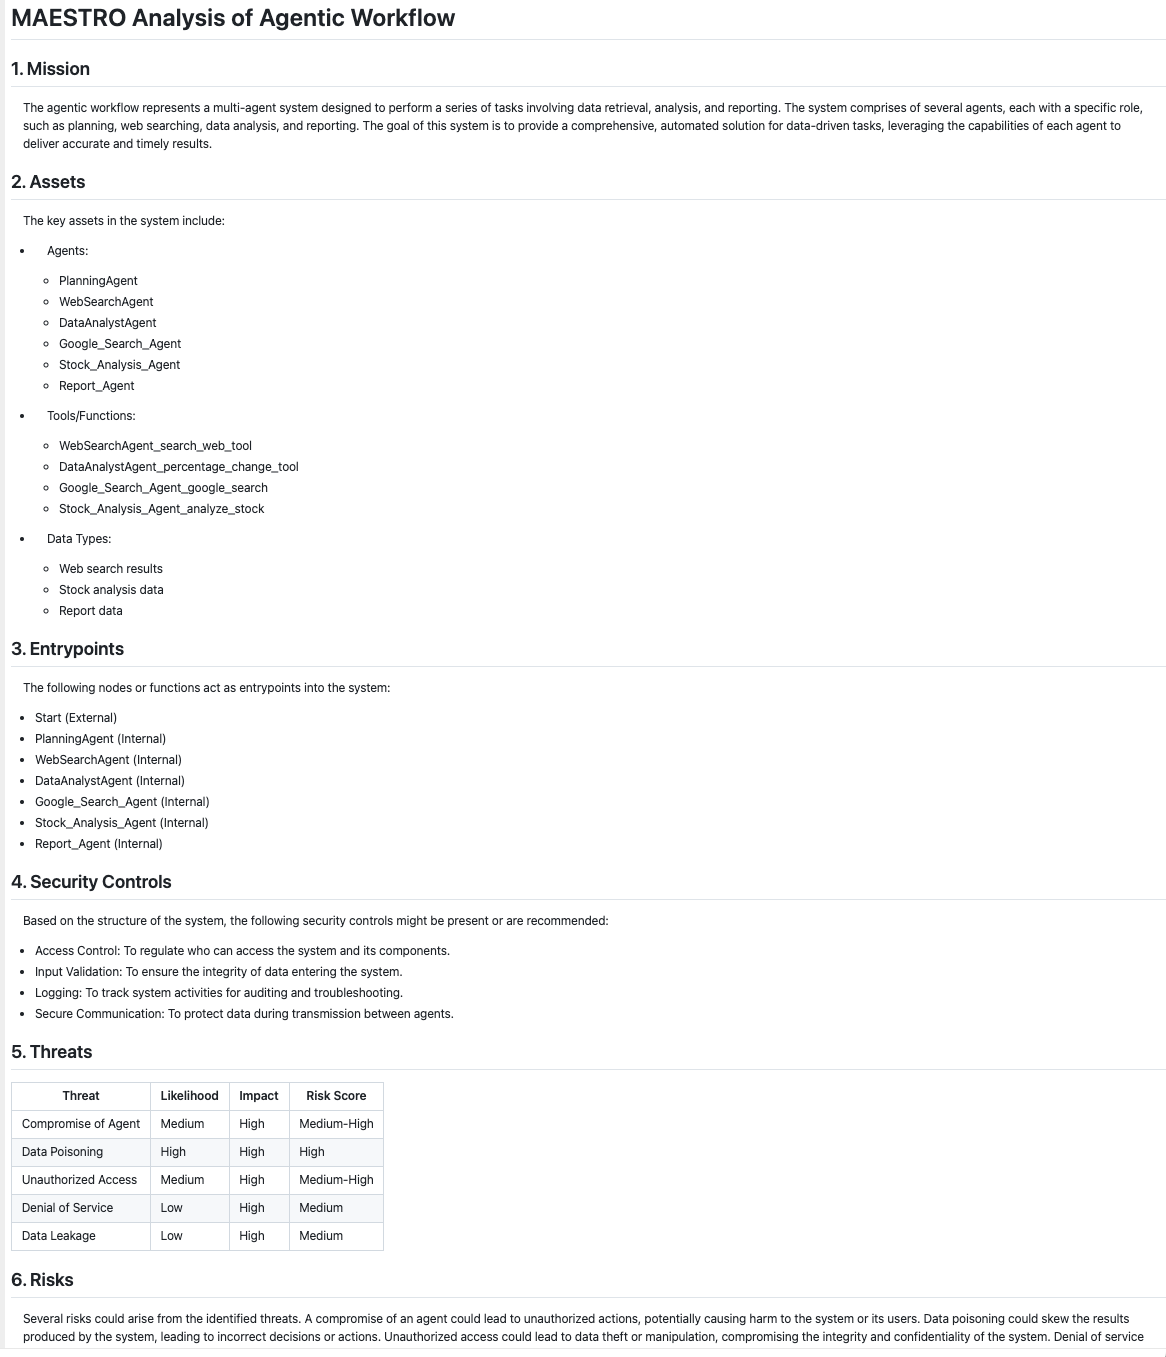 MAESTRO Analysis of Agentic Workflow
1. Mission
The agentic workflow represents a multi-agent system designed to perform a series of tasks involving data retrieval, analysis, and reporting. The system comprises of several agents, each with a specific role,
such as planning, web searching, data analysis, and reporting. The goal of this system is to provide a comprehensive, automated solution for data-driven tasks, leveraging the capabilities of each agent to
deliver accurate and timely results.
2. Assets
The key assets in the system include:
• Agents:
◦ PlanningAgent
◦ WebSearchAgent
◦ DataAnalystAgent
◦ Google_Search_Agent
◦ Stock_Analysis_Agent
◦ Report_Agent
• Tools/Functions:
◦ WebSearchAgent_search_web_tool
◦ DataAnalystAgent_percentage_change_tool
◦ Google_Search_Agent_google_search
◦ Stock_Analysis_Agent_analyze_stock
• Data Types:
◦ Web search results
◦ Stock analysis data
◦ Report data
3. Entrypoints
The following nodes or functions act as entrypoints into the system:
• Start (External)
• PlanningAgent (Internal)
• WebSearchAgent (Internal)
• DataAnalystAgent (Internal)
• Google_Search_Agent (Internal)
• Stock_Analysis_Agent (Internal)
• Report_Agent (Internal)
4. Security Controls
Based on the structure of the system, the following security controls might be present or are recommended:
• Access Control: To regulate who can access the system and its components.
• Input Validation: To ensure the integrity of data entering the system.
• Logging: To track system activities for auditing and troubleshooting.
• Secure Communication: To protect data during transmission between agents.
5. Threats
Threat Likelihood Impact Risk Score
Compromise of Agent Medium High Medium-High
Data Poisoning High High High
Unauthorized Access Medium High Medium-High
Denial of Service Low High Medium
Data Leakage Low High Medium
6. Risks
Several risks could arise from the identified threats. A compromise of an agent could lead to unauthorized actions, potentially causing harm to the system or its users. Data poisoning could skew the results
produced by the system, leading to incorrect decisions or actions. Unauthorized access could lead to data theft or manipulation, compromising the integrity and confidentiality of the system. Denial of service